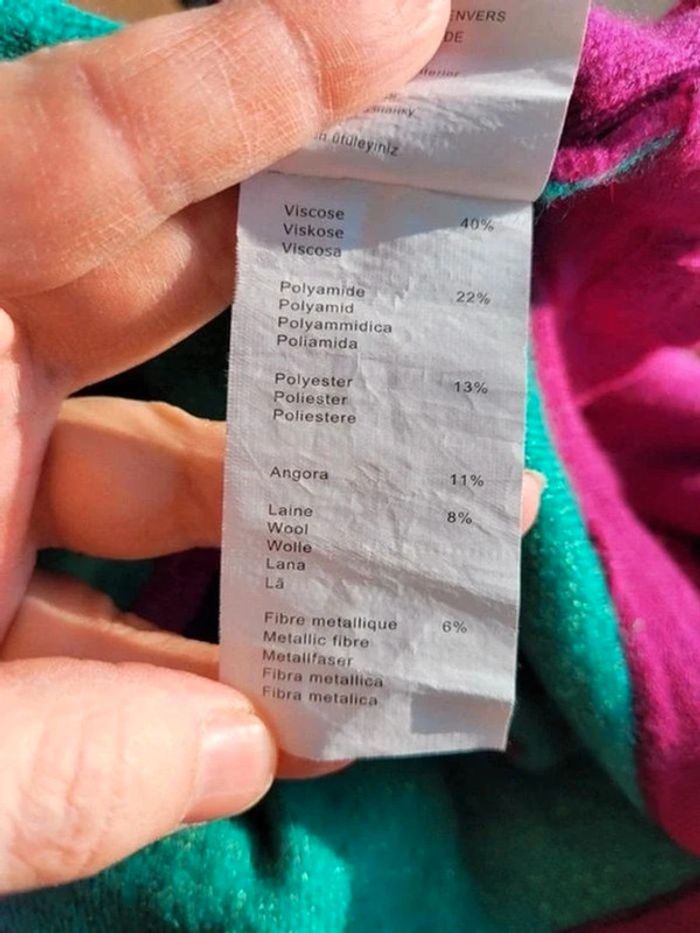 ENVERS
DE
üfüleyiniz
Viscose 40%
Viskose
Viscosa
Polyamide 22%
Polyamid
Polyammidica
Poliamida
Polyester 13%
Poliester
Poliestere
Angora 11%
Laine 8%
Wool
Wolle
Lana
Lã
Fibre metallique 6%
Metallic fibre
Metallfaser
Fibra metallica
Fibra metalica